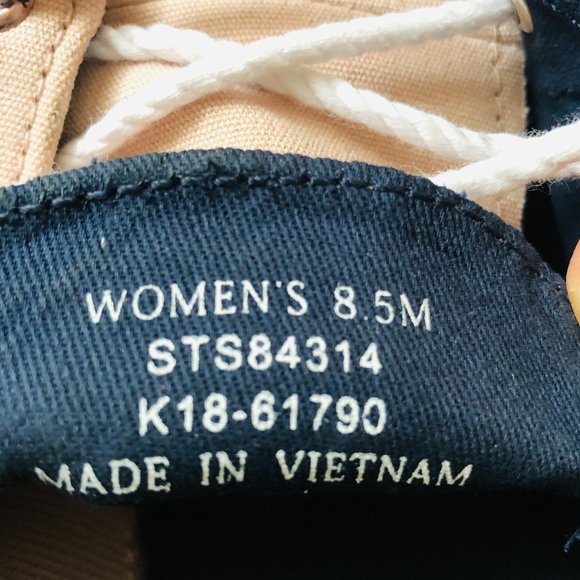 WOMEN'S 8.5M
STS84314
K18-61790
MADE IN VIETNAM